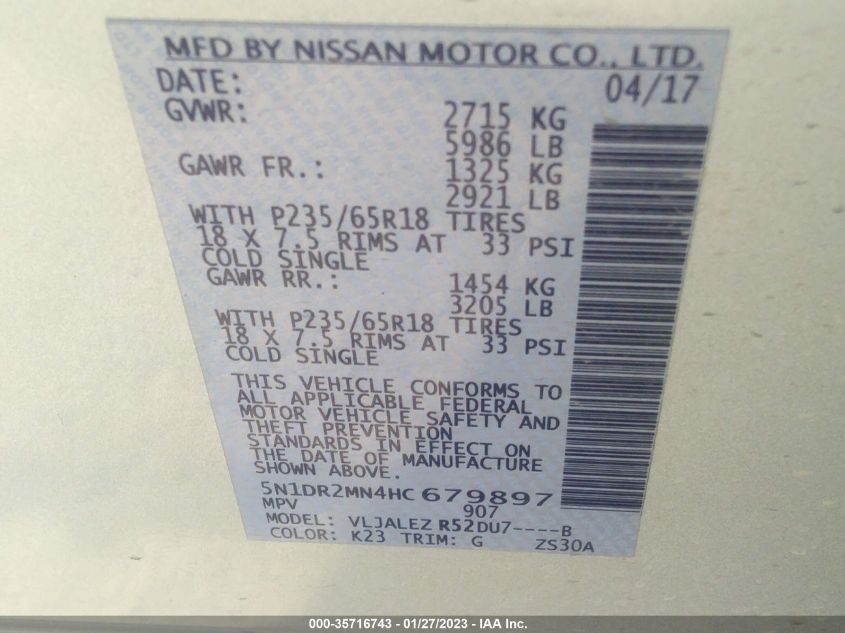 MFD BY NISSAN MOTOR CO., LTD.
DATE: 04/17
GVWR: 2715 KG
5986 LB
GAWR FR.: 1325 KG
2921 LB
WITH P235/65R18 TIRES
18 X 7.5 RIMS AT 33 PSI
COLD SINGLE
GAWR RR.: 1454 KG
3205 LB
WITH P235/65R18 TIRES
18 X 7.5 RIMS AT 33 PSI
COLD SINGLE
THIS VEHICLE CONFORMS TO
ALL APPLICABLE FEDERAL
MOTOR VEHICLE SAFETY AND
THEFT PREVENTION
STANDARDS IN EFFECT ON
THE DATE OF MANUFACTURE
SHOWN ABOVE.
5N1DR2MN4HC679897
MPV 907
MODEL: VLJALEZ R52DU7----B
COLOR: K23 TRIM: G ZS30A
000-35716743 / 01/27/2023 - IAA Inc.